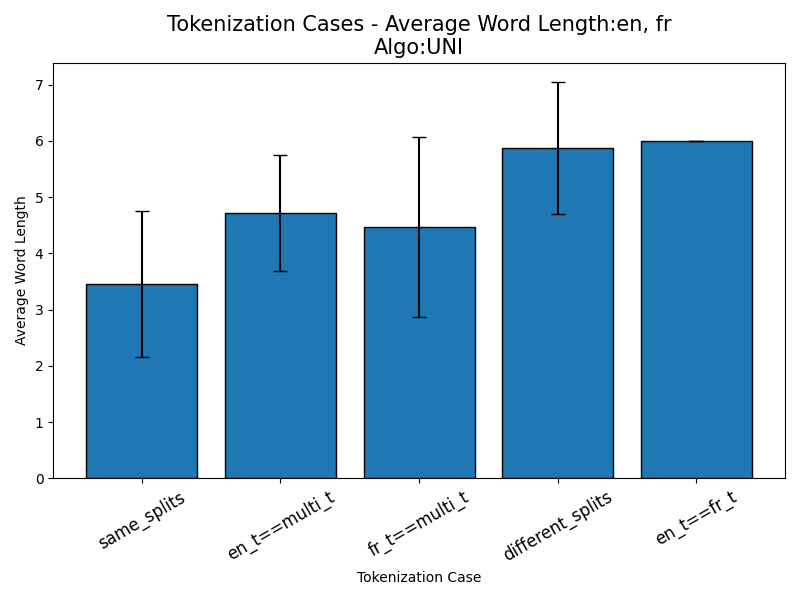 Tokenization Cases - Average Word Length:en, fr
Algo:UNI
Average Word Length
7
6
5
4
3
2
1
0
same_splits
en_t==multi_t
fr_t==multi_t
different_splits
en_t==fr_t
Tokenization Case